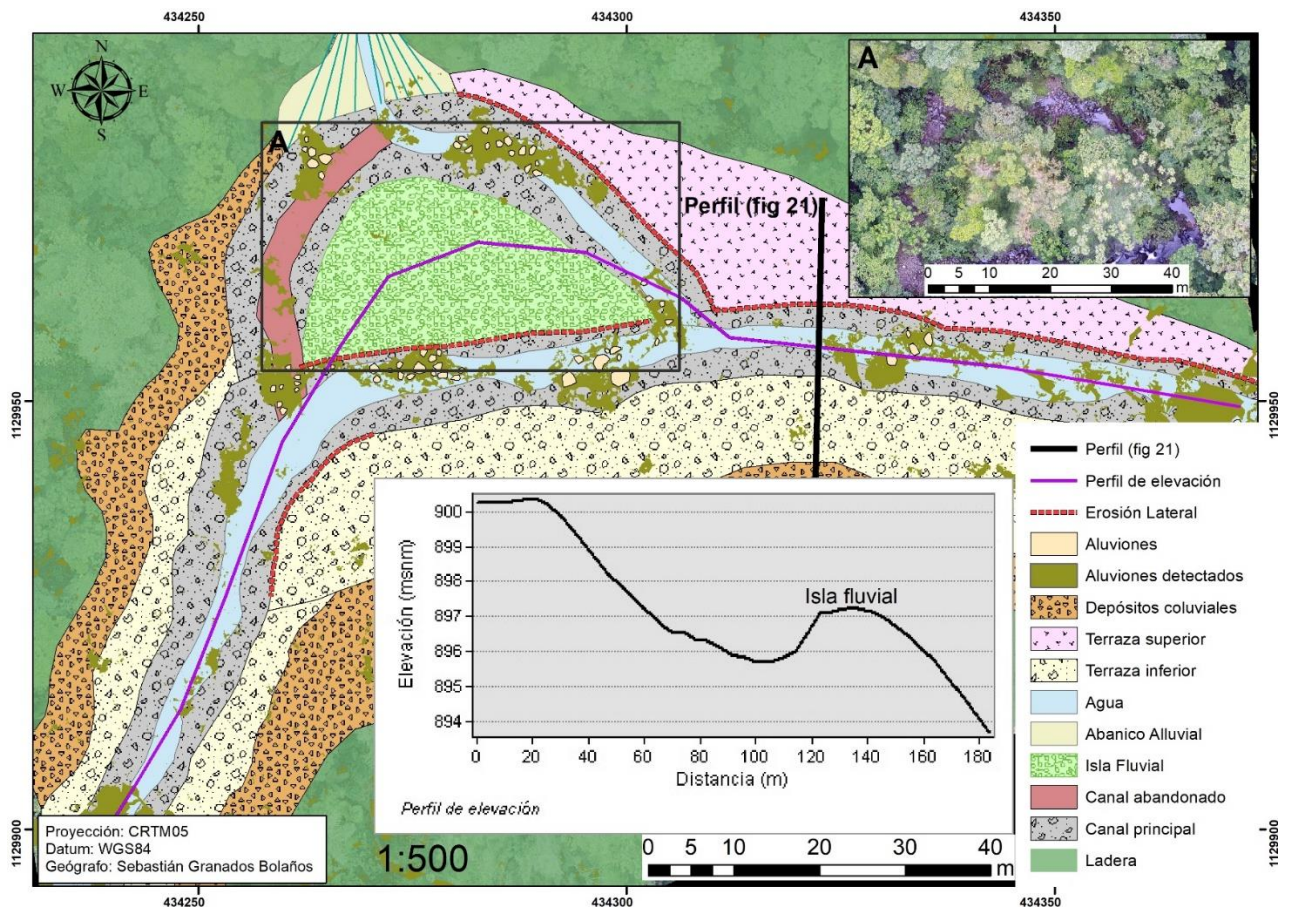 434250
434300
434350
N
W
E
S
A
0
5
10
20
30
40
m
A
Perfil (fig 21)
1129950
1129950
Perfil (fig 21)
Perfil de elevación
Erosión Lateral
Aluviones
Aluviones detectados
Depósitos coluviales
Terraza superior
Terraza inferior
Agua
Abanico Alluvial
Isla Fluvial
Canal abandonado
Canal principal
Ladera
Elevación (msnm)
900
899
898
897
896
895
894
Isla fluvial
0 20 40 60 80 100 120 140 160 180
Distancia (m)
Perfil de elevación
Proyección: CRTM05
Datum: WGS84
Geógrafo: Sebastián Granados Bolaños
1:500
0 5 10 20 30 40
m
1129900
1129900
434250
434300
434350